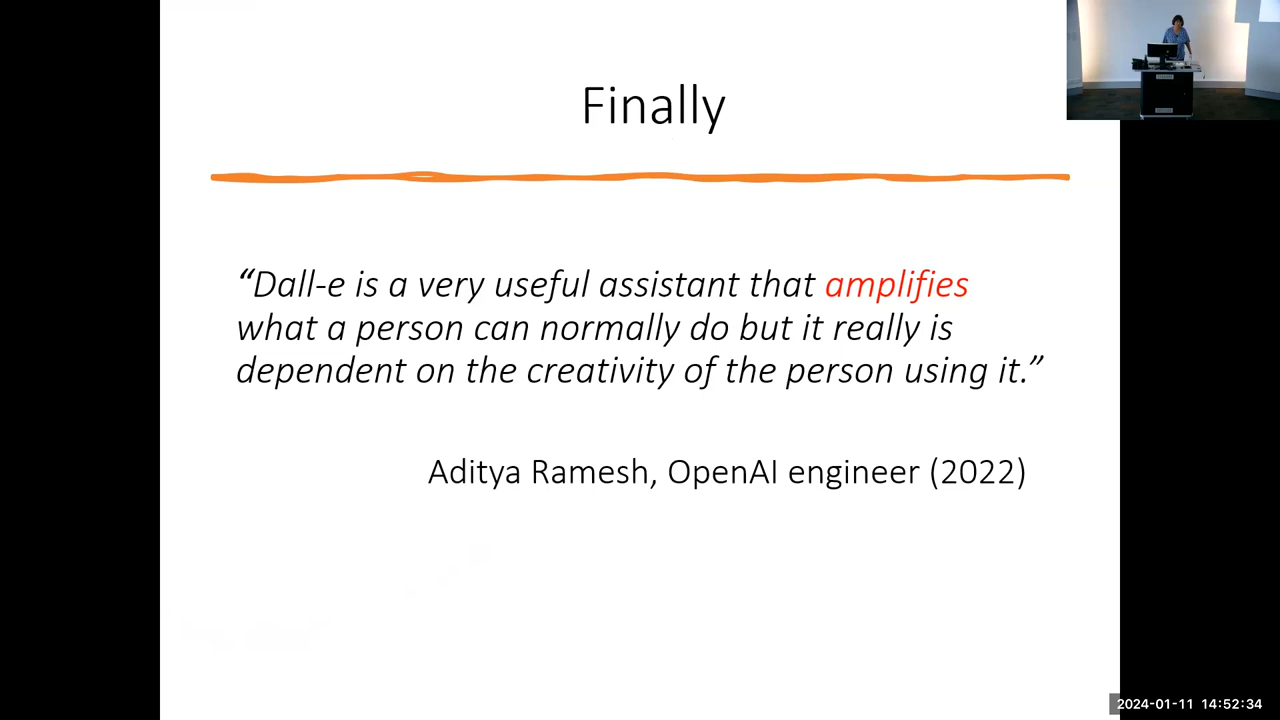 Finally
“Dall-e is a very useful assistant that amplifies
what a person can normally do but it really is
dependent on the creativity of the person using it.”
Aditya Ramesh, OpenAI engineer (2022)
2024-01-11 14:52:34